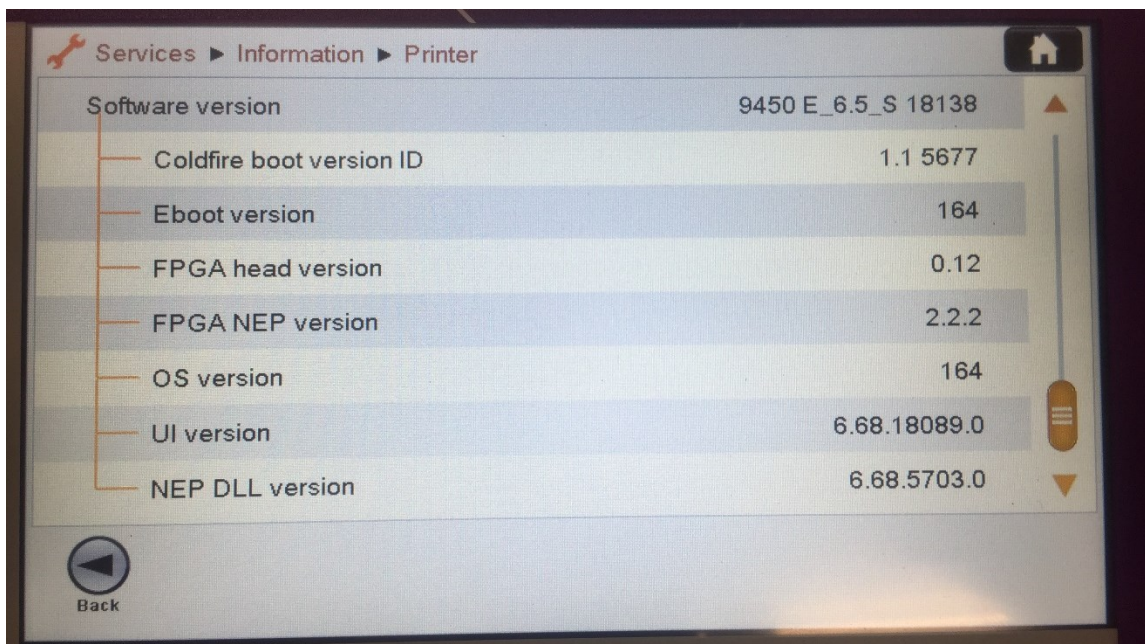 Services ► Information ► Printer
Software version 9450 E_6.5_S 18138
Coldfire boot version ID 1.1 5677
Eboot version 164
FPGA head version 0.12
FPGA NEP version 2.2.2
OS version 164
UI version 6.68.18089.0
NEP DLL version 6.68.5703.0
Back